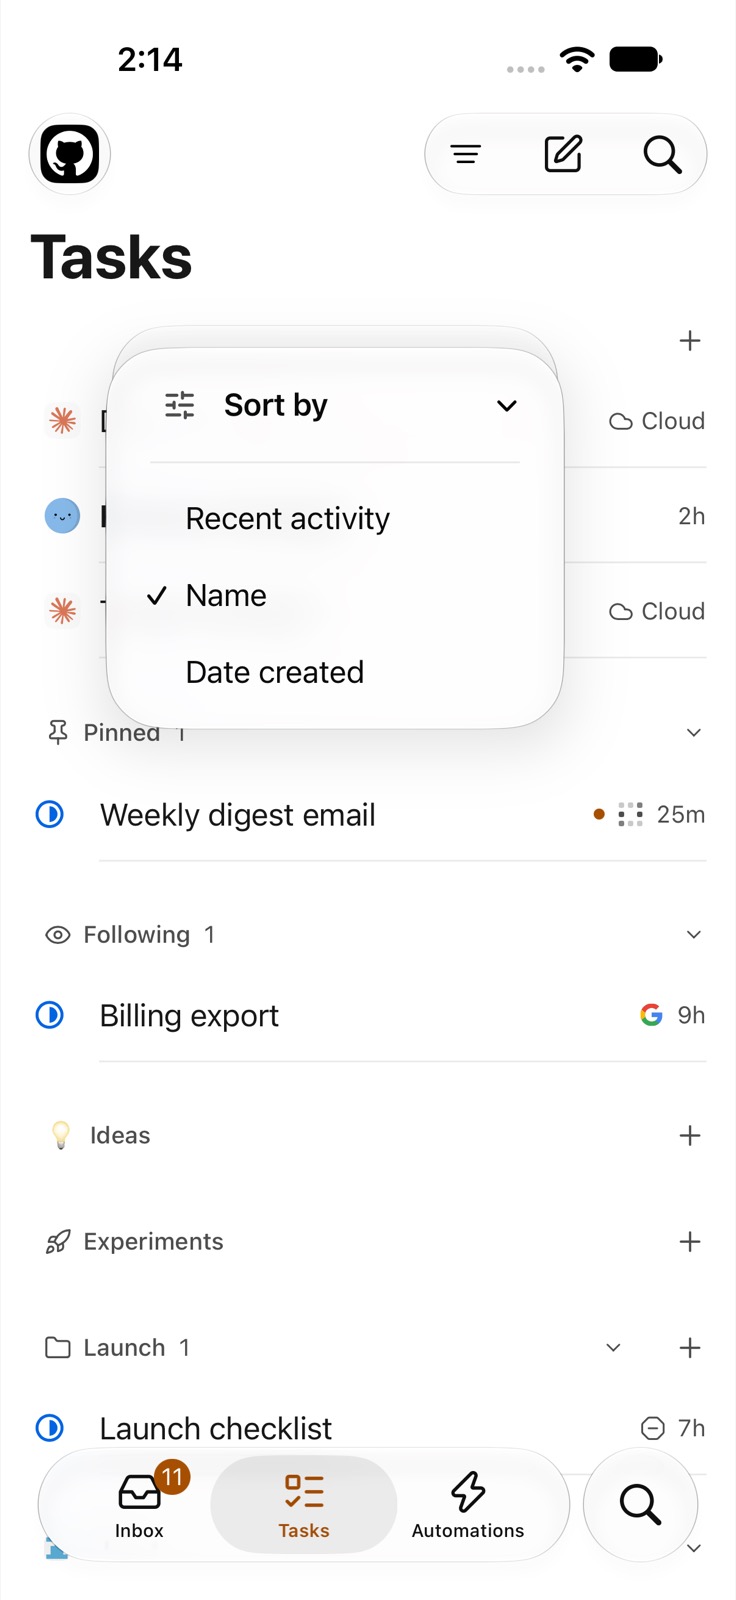 2:14
Tasks
Sort by
Cloud
Recent activity
2h
Name
Cloud
Date created
Pinned 1
Weekly digest email
25m
Following 1
Billing export
9h
Ideas
Experiments
Launch 1
Launch checklist
7h
11
Inbox
Tasks
Automations